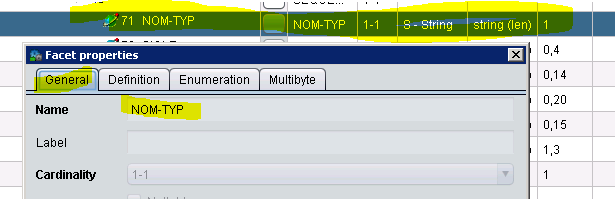 71 NOM-TYP NOM-TYP 1-1 S - String string (len) 1
0,4
Facet properties
0,14
General Definition Enumeration Multibyte
0,20
Name NOM-TYP
0,15
Label
1,3
Cardinality 1-1
1